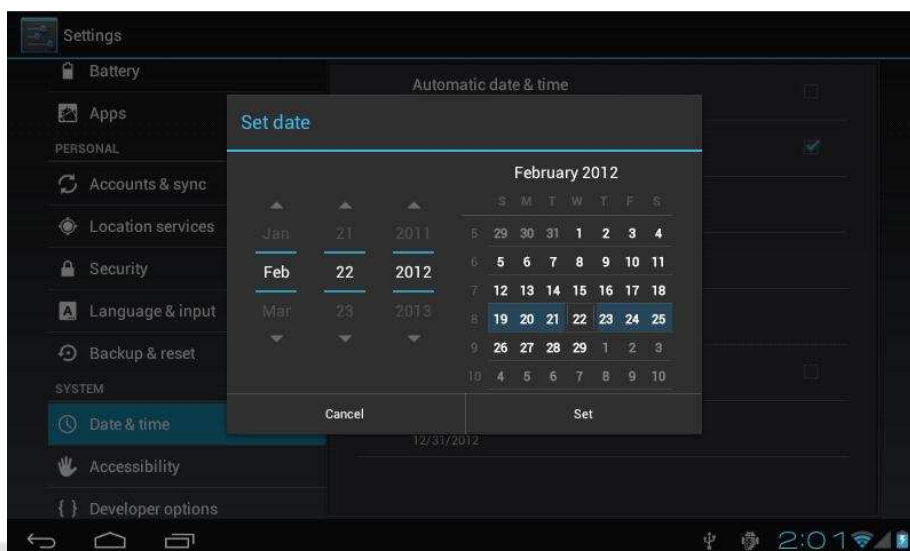 Settings
Battery
Automatic date & time
Apps
Set date
PERSONAL
February 2012
Accounts & sync
S M T W T F S
Jan 21 2011
5 29 30 31 1 2 3 4
Location services
6 5 6 7 8 9 10 11
Feb 22 2012
Security
7 12 13 14 15 16 17 18
Mar 23 2013
Language & input
8 19 20 21 22 23 24 25
9 26 27 28 29 1 2 3
Backup & reset
10 4 5 6 7 8 9 10
SYSTEM
Cancel Set
Date & time
12/31/2012
Accessibility
{ } Developer options
2:01